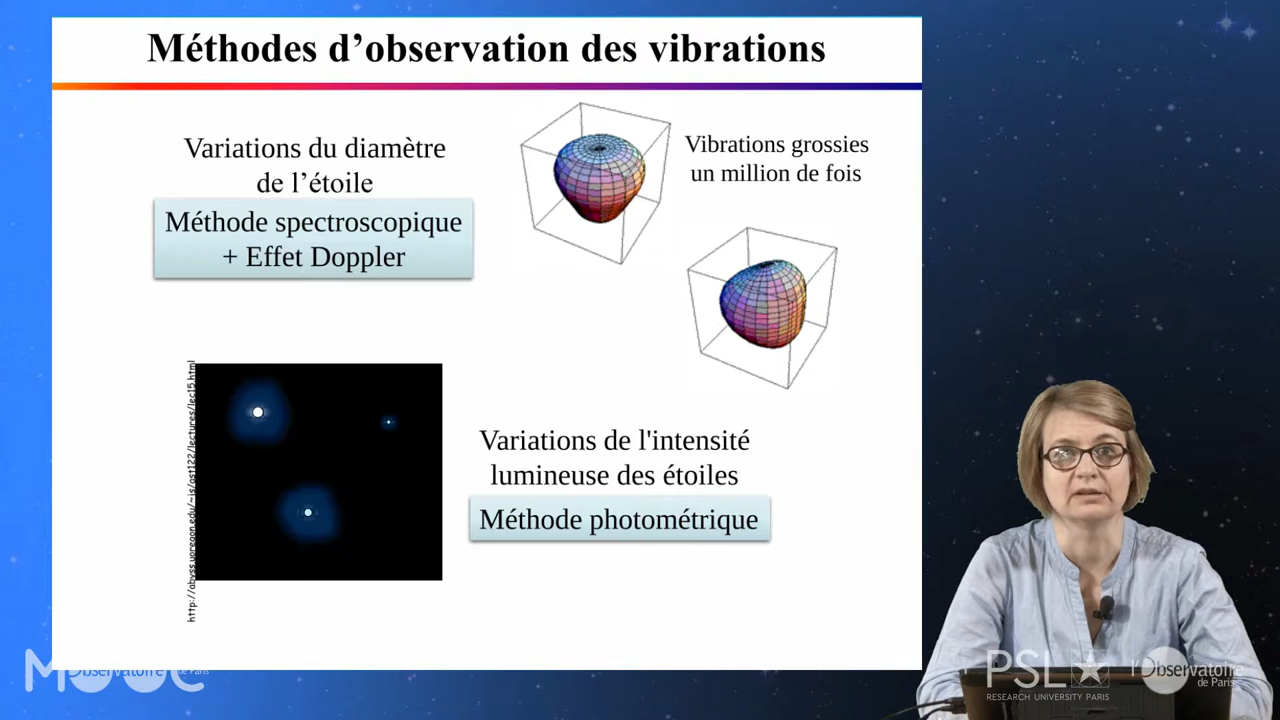 Méthodes d’observation des vibrations
Variations du diamètre
de l’étoile
Méthode spectroscopique
+ Effet Doppler
Vibrations grossies
un million de fois
http://abyss.uoregon.edu/~js/ast122/lectures/lec15.html
Variations de l'intensité
lumineuse des étoiles
Méthode photométrique
MOOC
l'Observatoire
de Paris
PSL
RESEARCH UNIVERSITY PARIS
l'Observatoire
de Paris